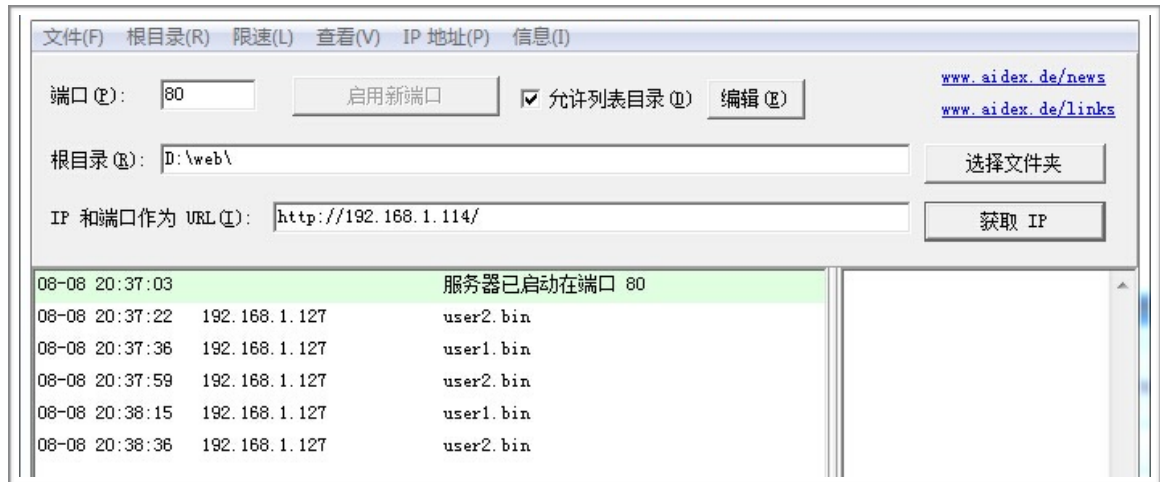 文件(F) 根目录(R) 限速(L) 查看(V) IP 地址(P) 信息(I)
端口(P): 80 启用新端口 允许列表目录(D) 编辑(E) www.aidex.de/news
www.aidex.de/links
根目录(R): D:\web\ 选择文件夹
IP 和端口作为 URL(I): http://192.168.1.114/ 获取 IP
08-08 20:37:03 服务器已启动在端口 80
08-08 20:37:22 192.168.1.127 user2.bin
08-08 20:37:36 192.168.1.127 user1.bin
08-08 20:37:59 192.168.1.127 user2.bin
08-08 20:38:15 192.168.1.127 user1.bin
08-08 20:38:36 192.168.1.127 user2.bin